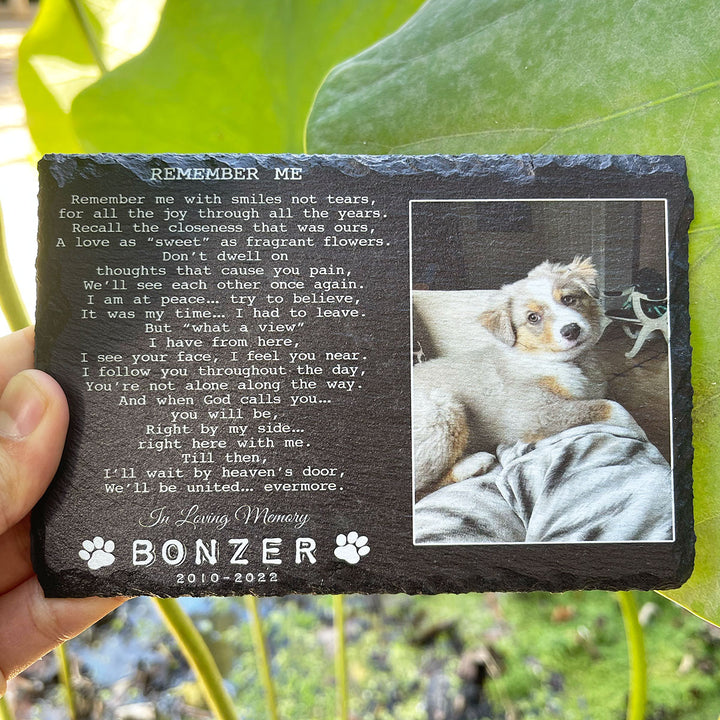 REMEMBER ME
Remember me with smiles not tears,
for all the joy through all the years.
Recall the closeness that was ours,
A love as “sweet” as fragrant flowers.
Don’t dwell on
thoughts that cause you pain,
We’ll see each other once again.
I am at peace… try to believe,
It was my time… I had to leave.
But “what a view”
I have from here,
I see your face, I feel you near.
I follow you throughout the day,
You’re not alone along the way.
And when God calls you…
you will be,
Right by my side…
right here with me.
Till then,
I’ll wait by heaven’s door,
We’ll be united… evermore.
In Loving Memory
BONZER
2010-2022